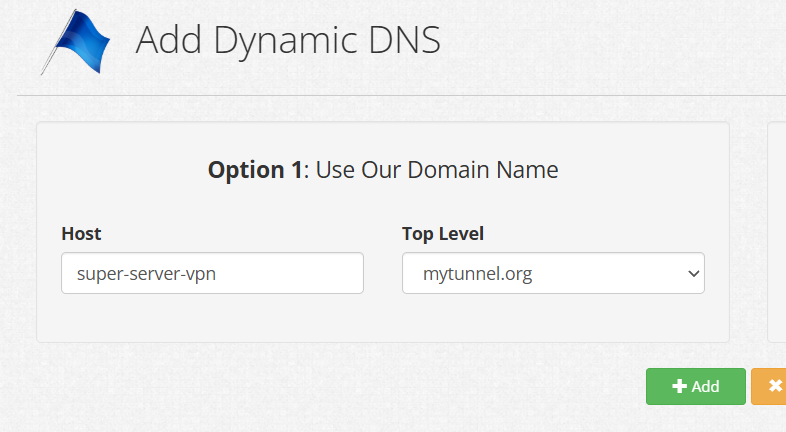 Add Dynamic DNS
Option 1: Use Our Domain Name
Host
Top Level
super-server-vpn
mytunnel.org
Add